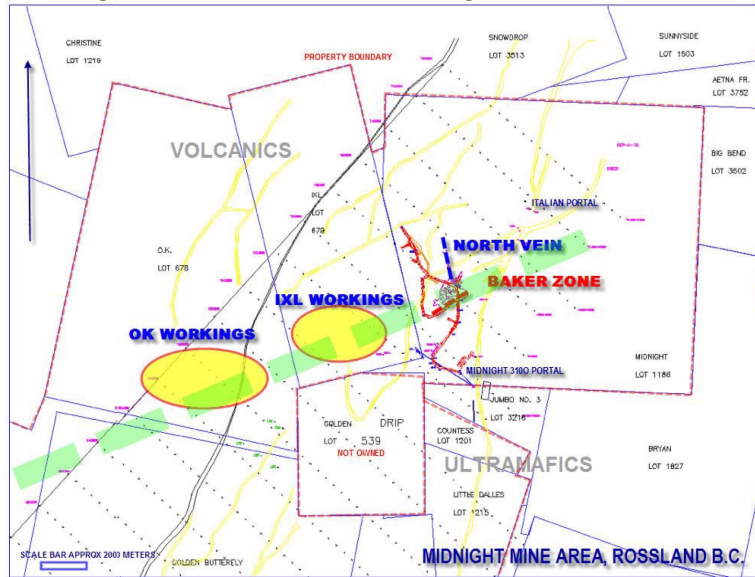 CHRISTINE
LOT 1219
PROPERTY BOUNDARY
SNOWDROP
LOT 3813
SUNNYSIDE
LOT 1503
AETNA FR.
LOT 3752
BIG BEND
LOT 3602
VOLCANICS
IXL
LOT
679
O.K.
LOT 678
ITALIAN PORTAL
NORTH VEIN
BAKER ZONE
IXL WORKINGS
OK WORKINGS
MIDNIGHT 3100 PORTAL
MIDNIGHT
LOT 1186
JUMBO NO. 3
LOT 3216
GOLDEN DRIP
LOT 539
NOT OWNED
COUNTESS
LOT 1201
ULTRAMAFICS
BRYAN
LOT 1827
LITTLE DALLES
LOT 1215
SCALE BAR APPROX 200 METERS
GOLDEN BUTTERELY
MIDNIGHT MINE AREA, ROSSLAND B.C.